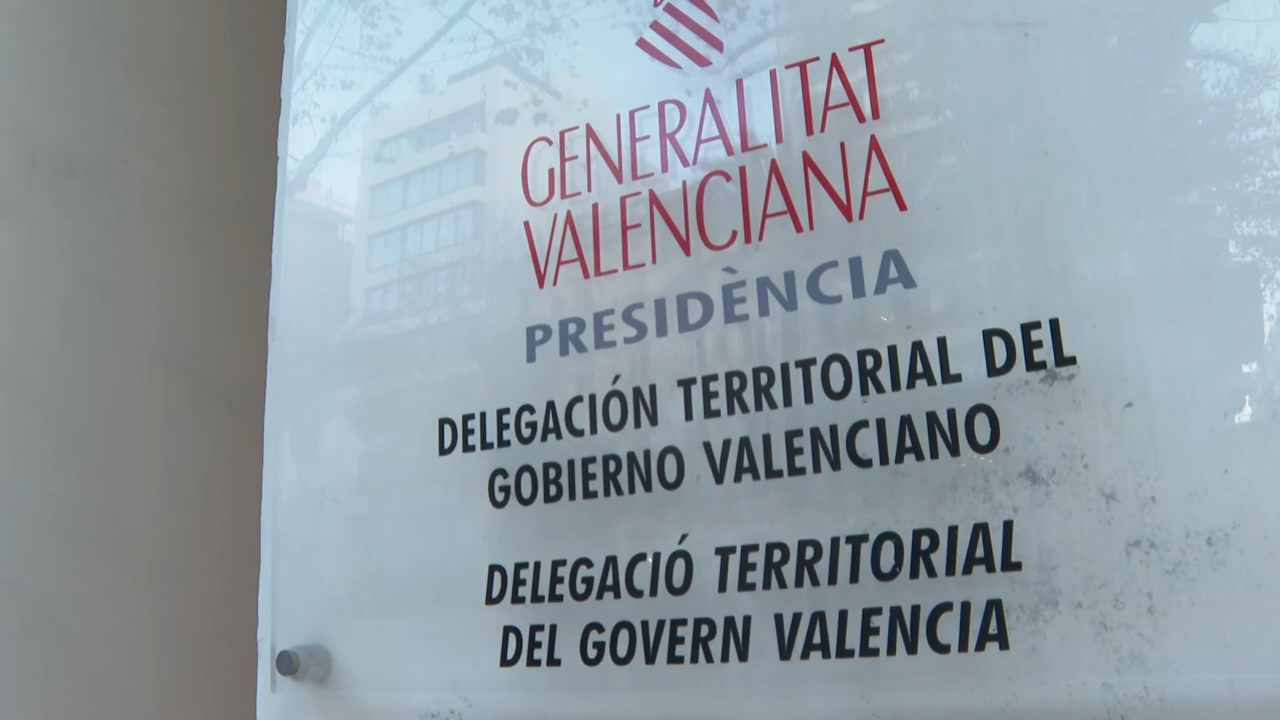 GENERALITAT
VALENCIANA
PRESIDÈNCIA
DELEGACIÓN TERRITORIAL DEL
GOBIERNO VALENCIANO
DELEGACIÓ TERRITORIAL
DEL GOVERN VALENCIA